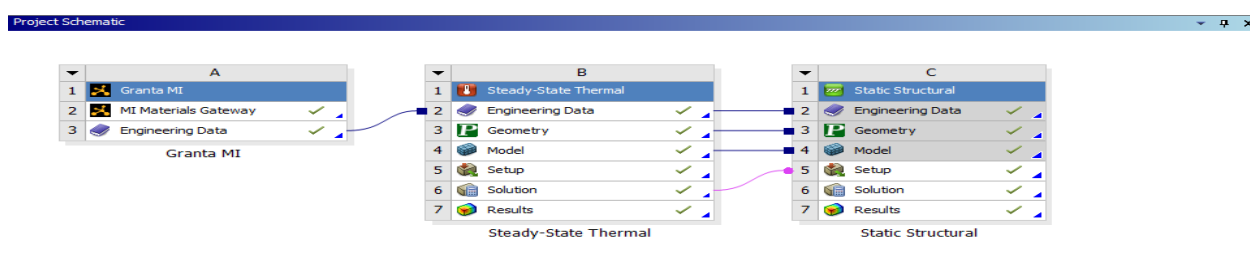 Project Schematic
A
1 Granta MI
2 MI Materials Gateway
3 Engineering Data
Granta MI
B
1 Steady-State Thermal
2 Engineering Data
3 P Geometry
4 Model
5 Setup
6 Solution
7 Results
Steady-State Thermal
C
1 Static Structural
2 Engineering Data
3 P Geometry
4 Model
5 Setup
6 Solution
7 Results
Static Structural